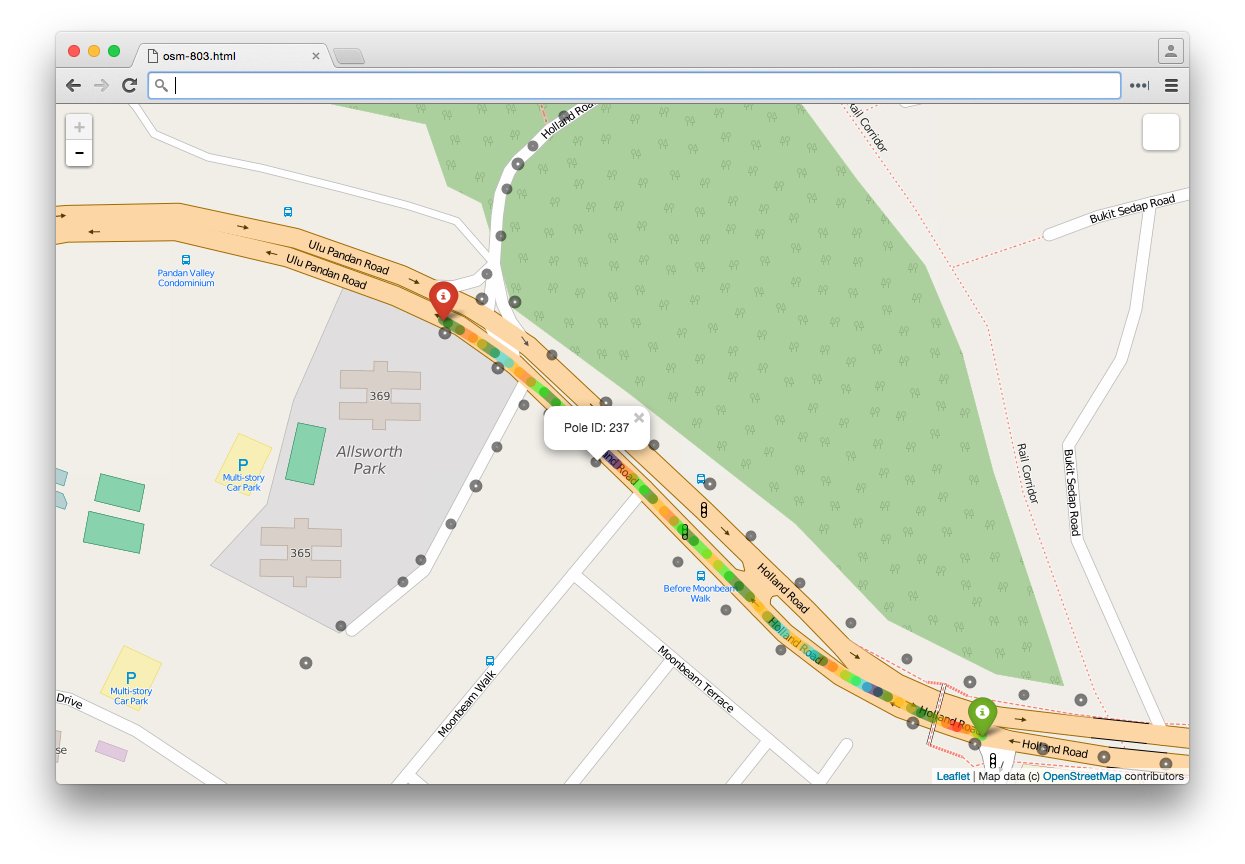 osm-803.html
Holland Road
Rail Corridor
Bukit Sedap Road
Ulu Pandan Road
Ulu Pandan Road
Pandan Valley
Condominium
369
Allsworth
Park
Pole ID: 237
P
Multi-story
Car Park
Rail Corridor
Bukit Sedap Road
365
Holland Road
Before Moonbeam
Walk
Holland Road
Moonbeam Walk
Moonbeam Terrace
P
Multi-story
Car Park
Drive
se
Holland Road
Holland Road
Leaflet | Map data (c) OpenStreetMap contributors